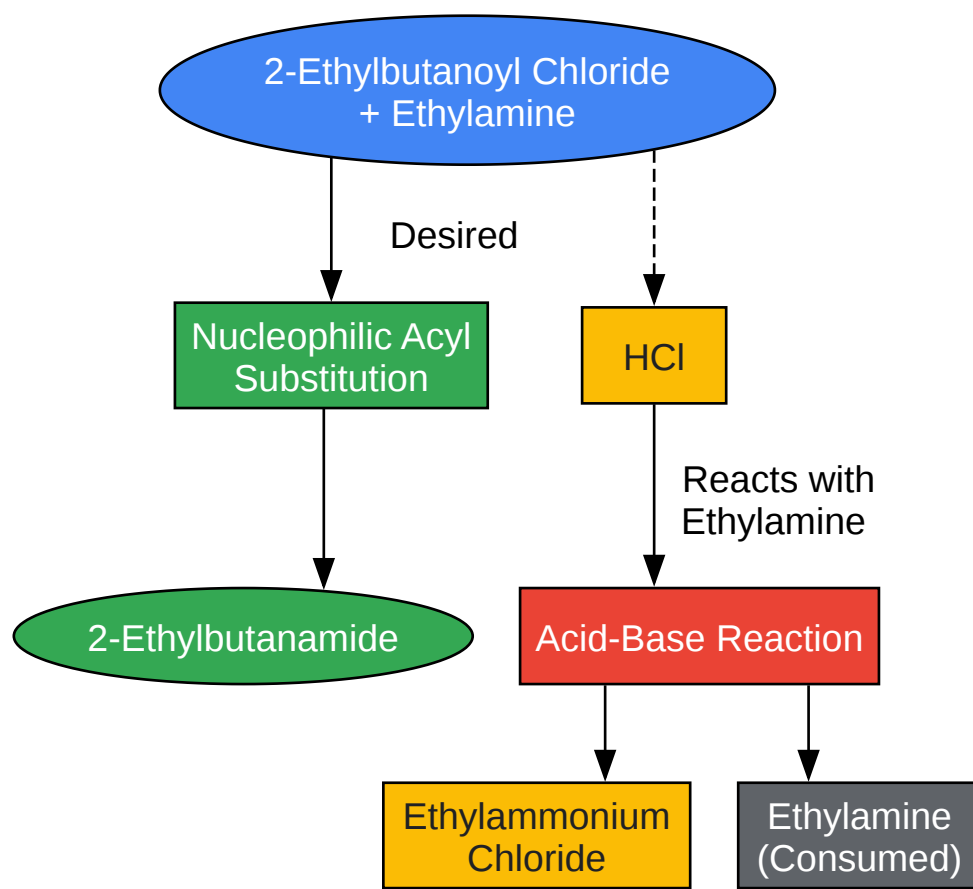 2-Ethylbutanoyl Chloride
+ Ethylamine
Desired
Nucleophilic Acyl
Substitution
HCl
Reacts with
Ethylamine
2-Ethylbutanamide
Acid-Base Reaction
Ethylammonium
Chloride
Ethylamine
(Consumed)